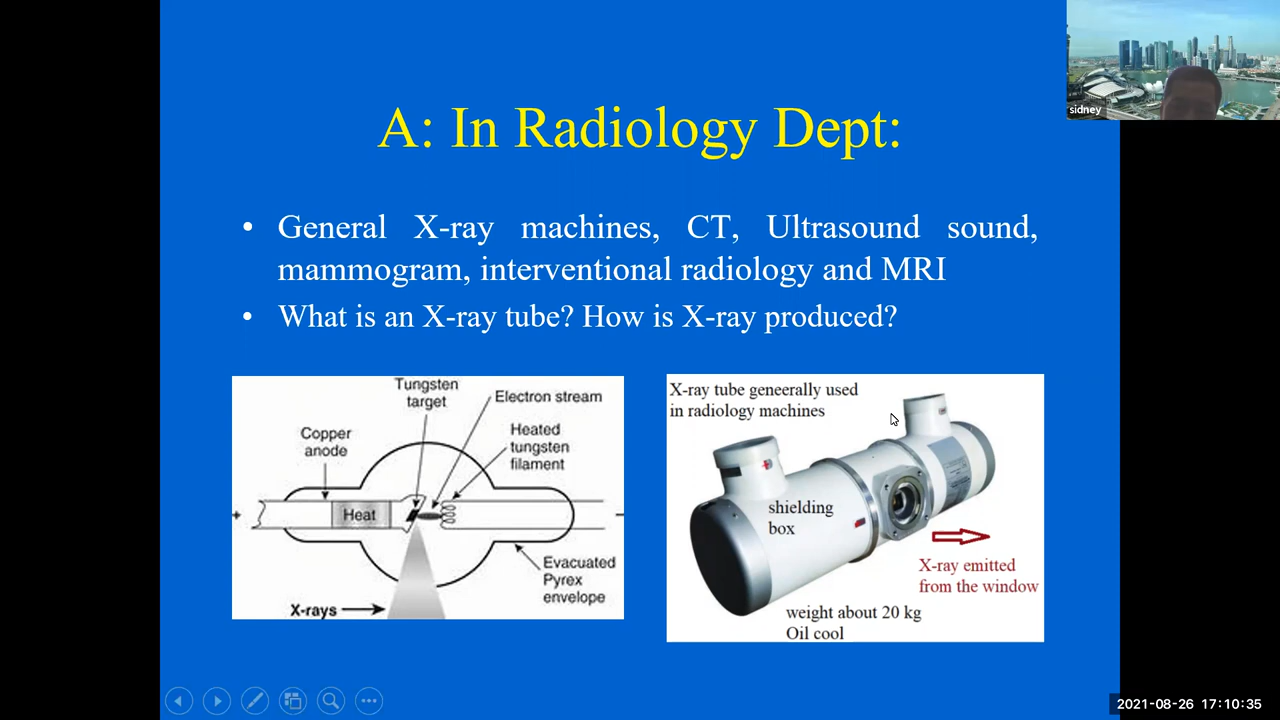 sidney
A: In Radiology Dept:
• General X-ray machines, CT, Ultrasound sound,
mammogram, interventional radiology and MRI
• What is an X-ray tube? How is X-ray produced?
Tungsten
target
Electron stream
Heated
tungsten
filament
Copper
anode
+
Heat
–
Evacuated
Pyrex
envelope
X-rays
X-ray tube geneerally used
in radiology machines
shielding
box
X-ray emitted
from the window
weight about 20 kg
Oil cool
2021-08-26 17:10:35